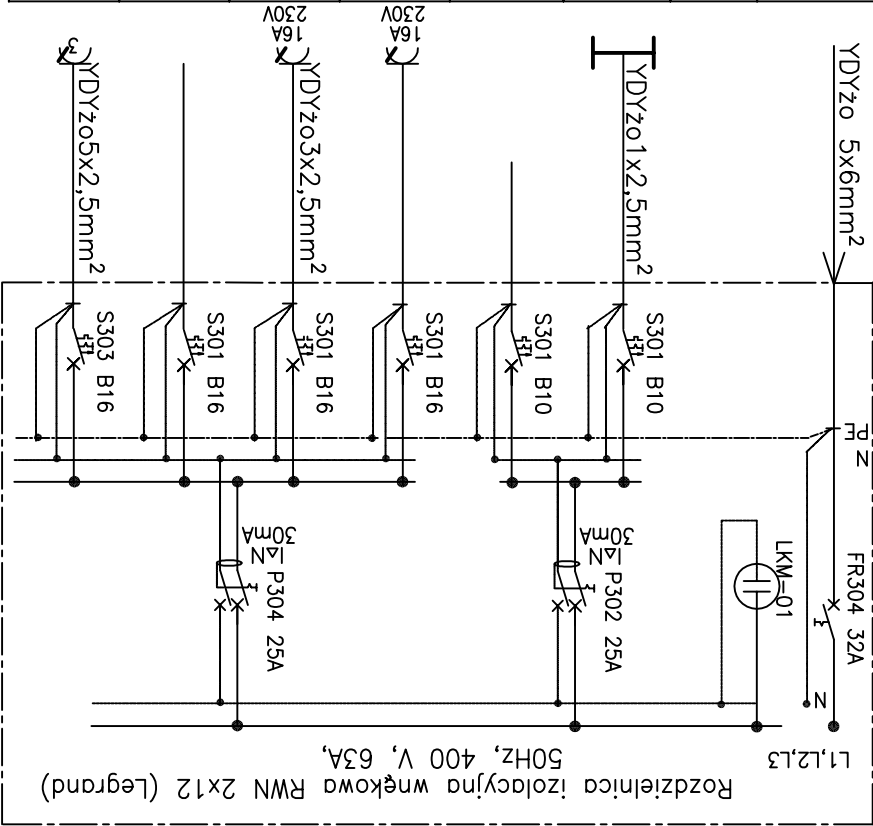 3
YDYżo5x2,5mm²
16A
230V
YDYżo3x2,5mm²
16A
230V
YDYżo1x2,5mm²
YDYżo 5x6mm²
S303 B16
S301 B16
S301 B16
S301 B16
S301 B10
S301 B10
PE
N
P304 25A
IΔN
30mA
P302 25A
IΔN
30mA
LKM-01
FR304 32A
N
L1,L2,L3
Rozdzielnica izolacyjna wnękowa RWN 2x12 (Legrand)
50Hz, 400 V, 63A,